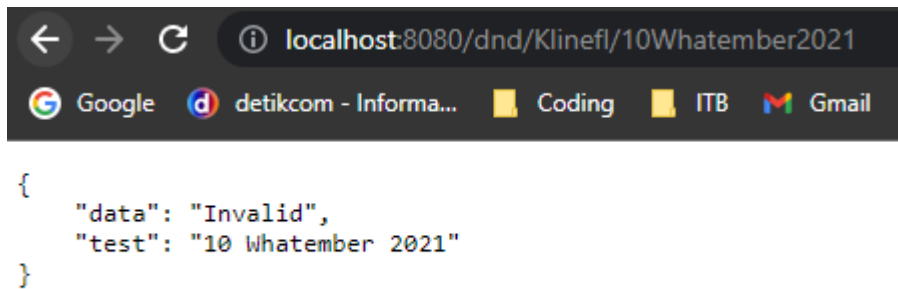 localhost:8080/dnd/Klinefl/10Whatember2021
Google detikcom - Informa... Coding ITB Gmail
{
    "data": "Invalid",
    "test": "10 Whatember 2021"
}